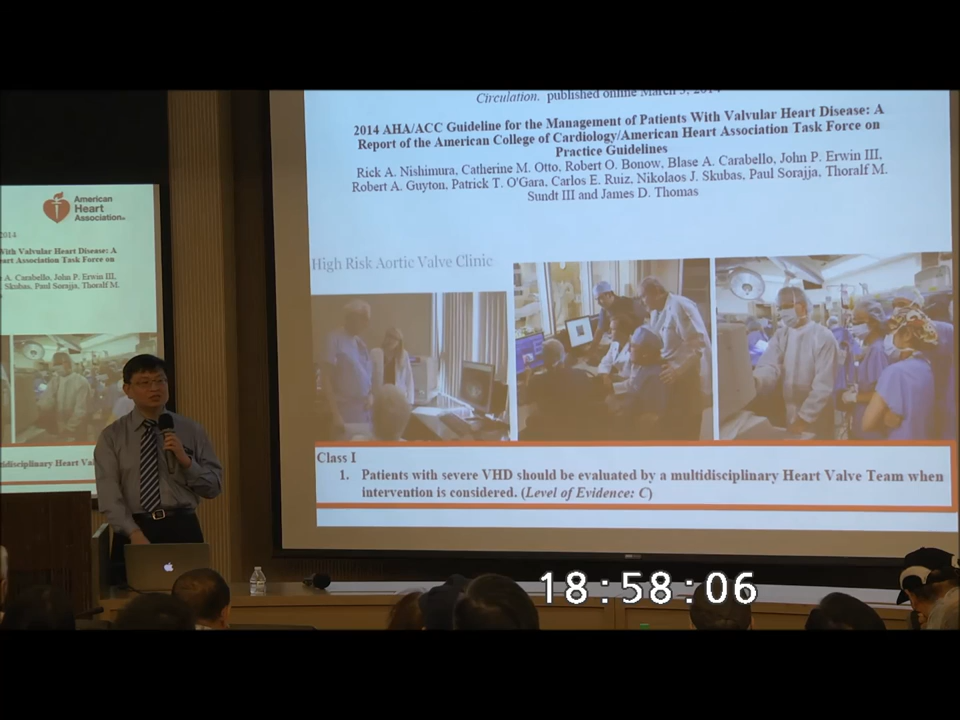 Circulation. published online March 3, 2014
2014 AHA/ACC Guideline for the Management of Patients With Valvular Heart Disease: A
Report of the American College of Cardiology/American Heart Association Task Force on
Practice Guidelines
Rick A. Nishimura, Catherine M. Otto, Robert O. Bonow, Blase A. Carabello, John P. Erwin III,
Robert A. Guyton, Patrick T. O'Gara, Carlos E. Ruiz, Nikolaos J. Skubas, Paul Sorajja, Thoralf M.
Sundt III and James D. Thomas
High Risk Aortic Valve Clinic
Class I
1. Patients with severe VHD should be evaluated by a multidisciplinary Heart Valve Team when
intervention is considered. (Level of Evidence: C)
American
Heart
Association
2014
With Valvular Heart Disease: A
Heart Association Task Force on
A. Carabello, John P. Erwin III,
Skubas, Paul Sorajja, Thoralf M.
tidisciplinary Heart Va
18:58:06